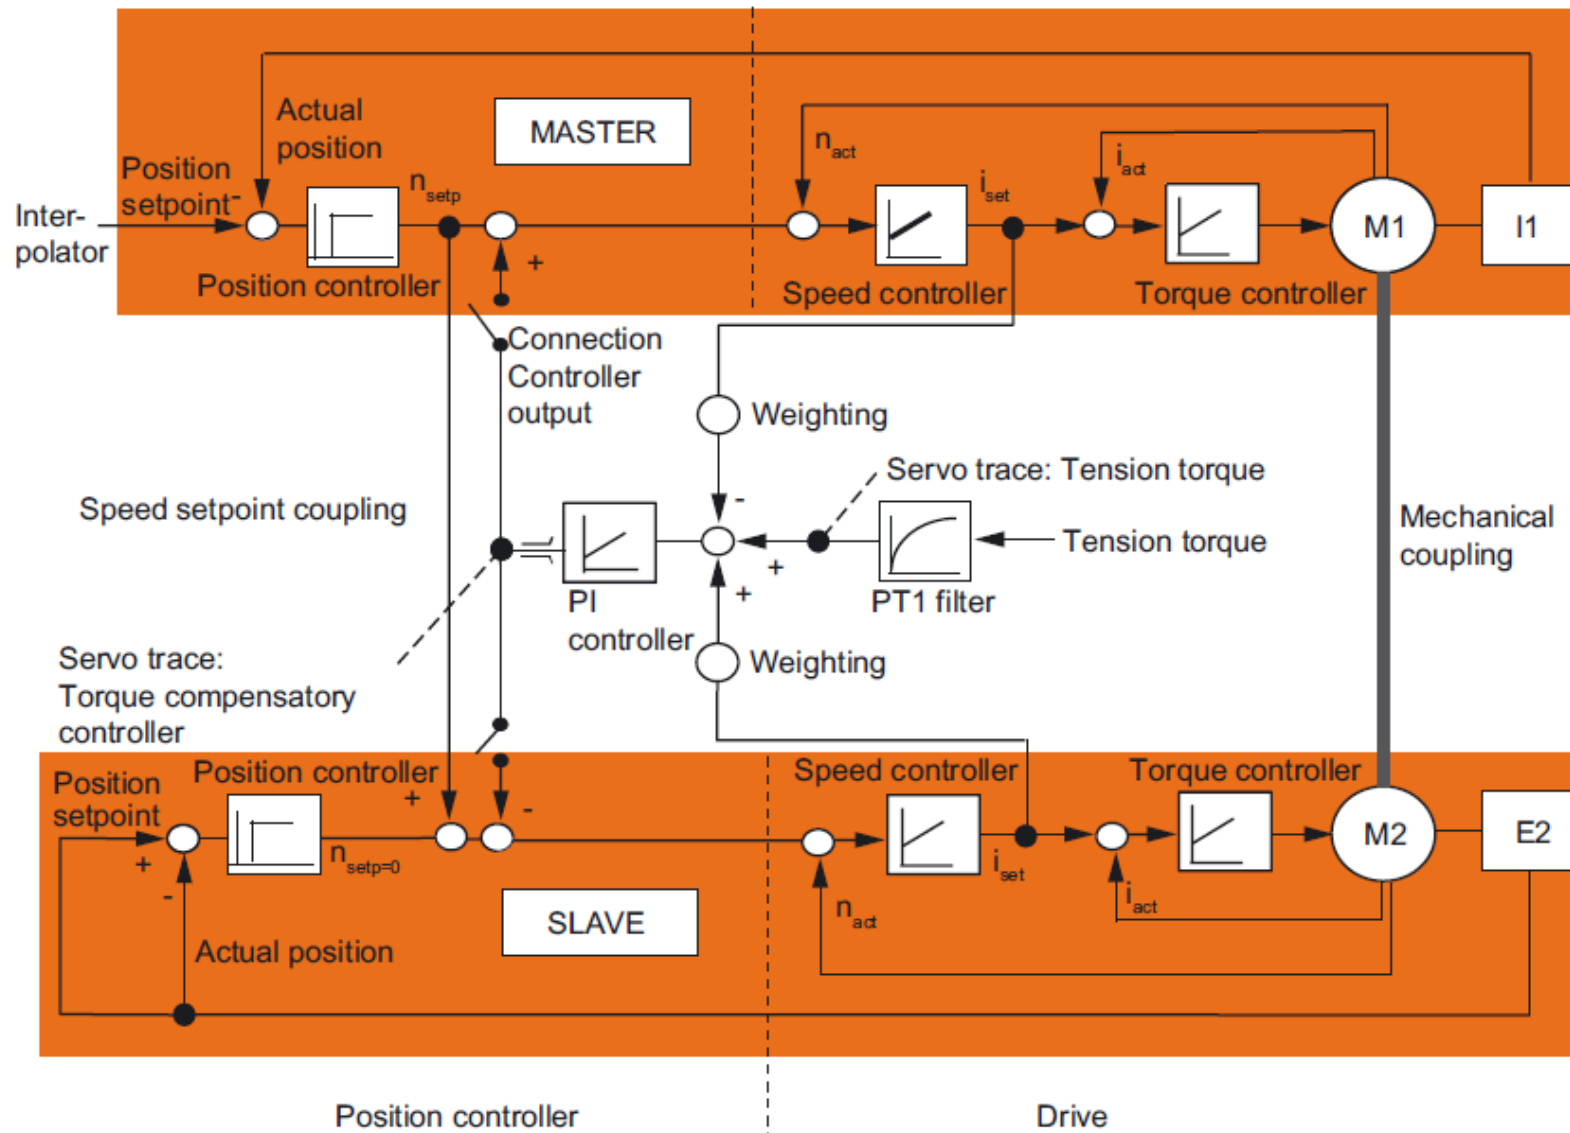 Actual
position
MASTER
n_act
i_act
Position
setpoint-
n_setp
i_set
Inter-
polator
M1
I1
+
Position controller
Speed controller
Torque controller
Connection
Controller
output
Weighting
Servo trace: Tension torque
-
Speed setpoint coupling
Mechanical
coupling
Tension torque
+
+
PI
controller
PT1 filter
Weighting
Servo trace:
Torque compensatory
controller
Position controller
Speed controller
Torque controller
Position
setpoint
+
-
M2
E2
+
n_setp=0
i_set
-
n_act
i_act
SLAVE
Actual position
Position controller
Drive